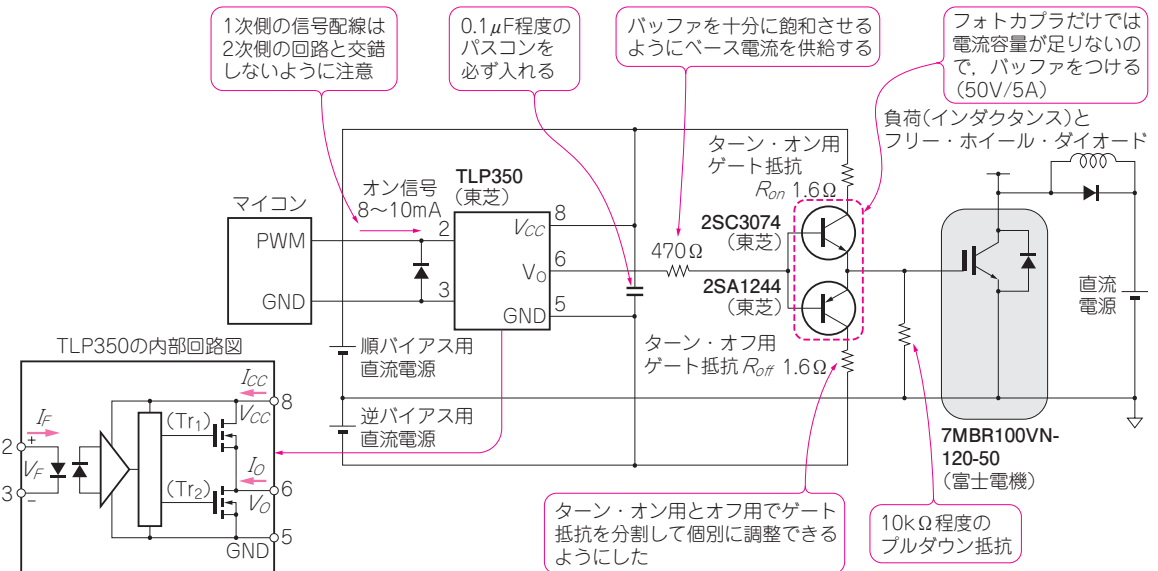 1次側の信号配線は
2次側の回路と交錯
しないように注意
0.1μF程度の
パスコンを
必ず入れる
バッファを十分に飽和させる
ようにベース電流を供給する
フォトカプラだけでは
電流容量が足りないの
で，バッファをつける
(50V/5A)
負荷(インダクタンス)と
フリー・ホイール・ダイオード
ターン・オン用
ゲート抵抗
Ron 1.6Ω
TLP350
(東芝)
オン信号
8～10mA
マイコン
PWM
GND
2
3
VCC
VO
GND
8
6
5
470Ω
2SC3074
(東芝)
2SA1244
(東芝)
ターン・オフ用
ゲート抵抗 Roff 1.6Ω
直流
電源
順バイアス用
直流電源
逆バイアス用
直流電源
7MBR100VN-
120-50
(富士電機)
TLP350の内部回路図
ICC
8
VCC
(Tr1)
IF
2
+
VF
3
−
IO
(Tr2)
6
VO
5
GND
ターン・オン用とオフ用でゲート
抵抗を分割して個別に調整できる
ようにした
10kΩ程度の
プルダウン抵抗